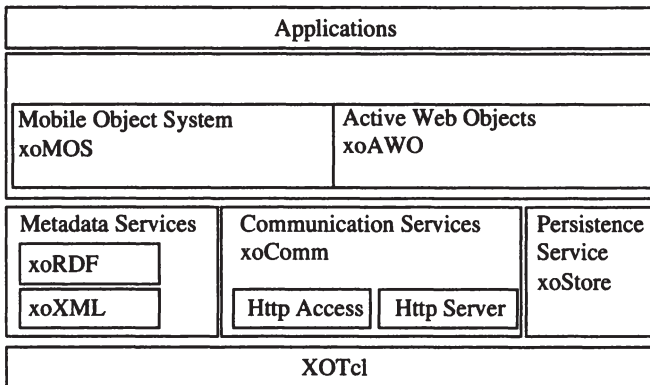 Applications
Mobile Object System
xoMOS
Active Web Objects
xoAWO
Metadata Services
xoRDF
xoXML
Communication Services
xoComm
Http Access
Http Server
Persistence
Service
xoStore
XOTcl